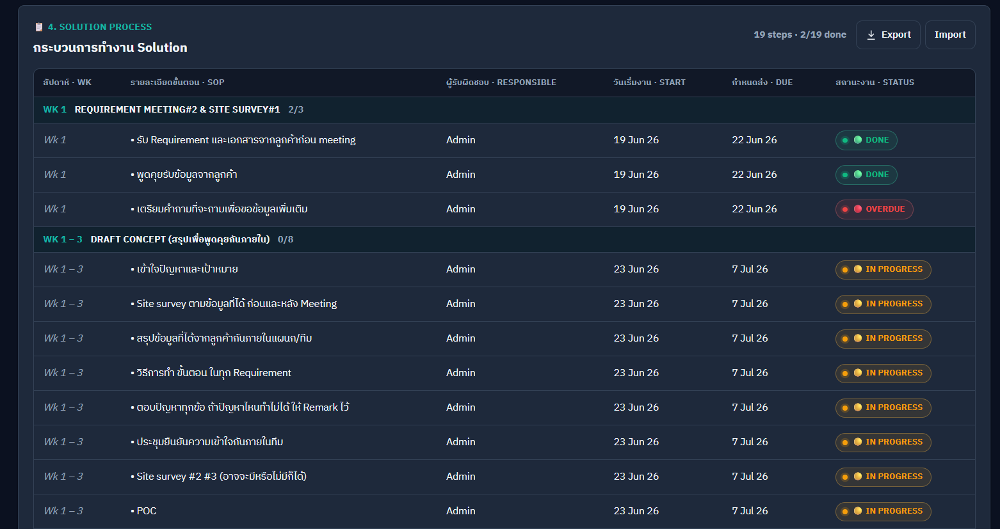 📋 4. SOLUTION PROCESS
กระบวนการทำงาน Solution
19 steps · 2/19 done
Export
Import
สัปดาห์ · WK รายละเอียดขั้นตอน · SOP ผู้รับผิดชอบ · RESPONSIBLE วันเริ่มงาน · START กำหนดส่ง · DUE สถานะงาน · STATUS
WK 1 REQUIREMENT MEETING#2 & SITE SURVEY#1 2/3
Wk 1 • รับ Requirement และเอกสารจากลูกค้าก่อน meeting Admin 19 Jun 26 22 Jun 26 DONE
Wk 1 • พูดคุยรับข้อมูลจากลูกค้า Admin 19 Jun 26 22 Jun 26 DONE
Wk 1 • เตรียมคำถามที่จะถามเพื่อขอข้อมูลเพิ่มเติม Admin 19 Jun 26 22 Jun 26 OVERDUE
WK 1 – 3 DRAFT CONCEPT (สรุปเพื่อพูดคุยกันภายใน) 0/8
Wk 1 – 3 • เข้าใจปัญหาและเป้าหมาย Admin 23 Jun 26 7 Jul 26 IN PROGRESS
Wk 1 – 3 • Site survey ตามข้อมูลที่ได้ ก่อนและหลัง Meeting Admin 23 Jun 26 7 Jul 26 IN PROGRESS
Wk 1 – 3 • สรุปข้อมูลที่ได้จากลูกค้ากันภายในแผนก/ทีม Admin 23 Jun 26 7 Jul 26 IN PROGRESS
Wk 1 – 3 • วิธีการทำ ขั้นตอน ในทุก Requirement Admin 23 Jun 26 7 Jul 26 IN PROGRESS
Wk 1 – 3 • ตอบปัญหาทุกข้อ ถ้าปัญหาไหนทำไม่ได้ ให้ Remark ไว้ Admin 23 Jun 26 7 Jul 26 IN PROGRESS
Wk 1 – 3 • ประชุมยืนยันความเข้าใจกันภายในทีม Admin 23 Jun 26 7 Jul 26 IN PROGRESS
Wk 1 – 3 • Site survey #2 #3 (อาจจะมีหรือไม่มีก็ได้) Admin 23 Jun 26 7 Jul 26 IN PROGRESS
Wk 1 – 3 • POC Admin 23 Jun 26 7 Jul 26 IN PROGRESS